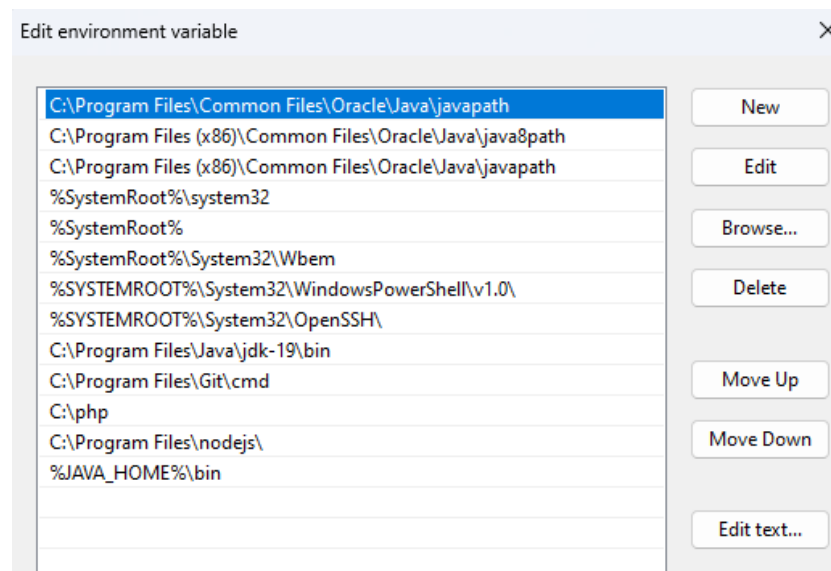 Edit environment variable
C:\Program Files\Common Files\Oracle\Java\javapath
New
C:\Program Files (x86)\Common Files\Oracle\Java\java8path
C:\Program Files (x86)\Common Files\Oracle\Java\javapath
Edit
%SystemRoot%\system32
%SystemRoot%
Browse...
%SystemRoot%\System32\Wbem
%SYSTEMROOT%\System32\WindowsPowerShell\v1.0\
Delete
%SYSTEMROOT%\System32\OpenSSH\
C:\Program Files\Java\jdk-19\bin
C:\Program Files\Git\cmd
Move Up
C:\php
C:\Program Files\nodejs\
Move Down
%JAVA_HOME%\bin
Edit text...